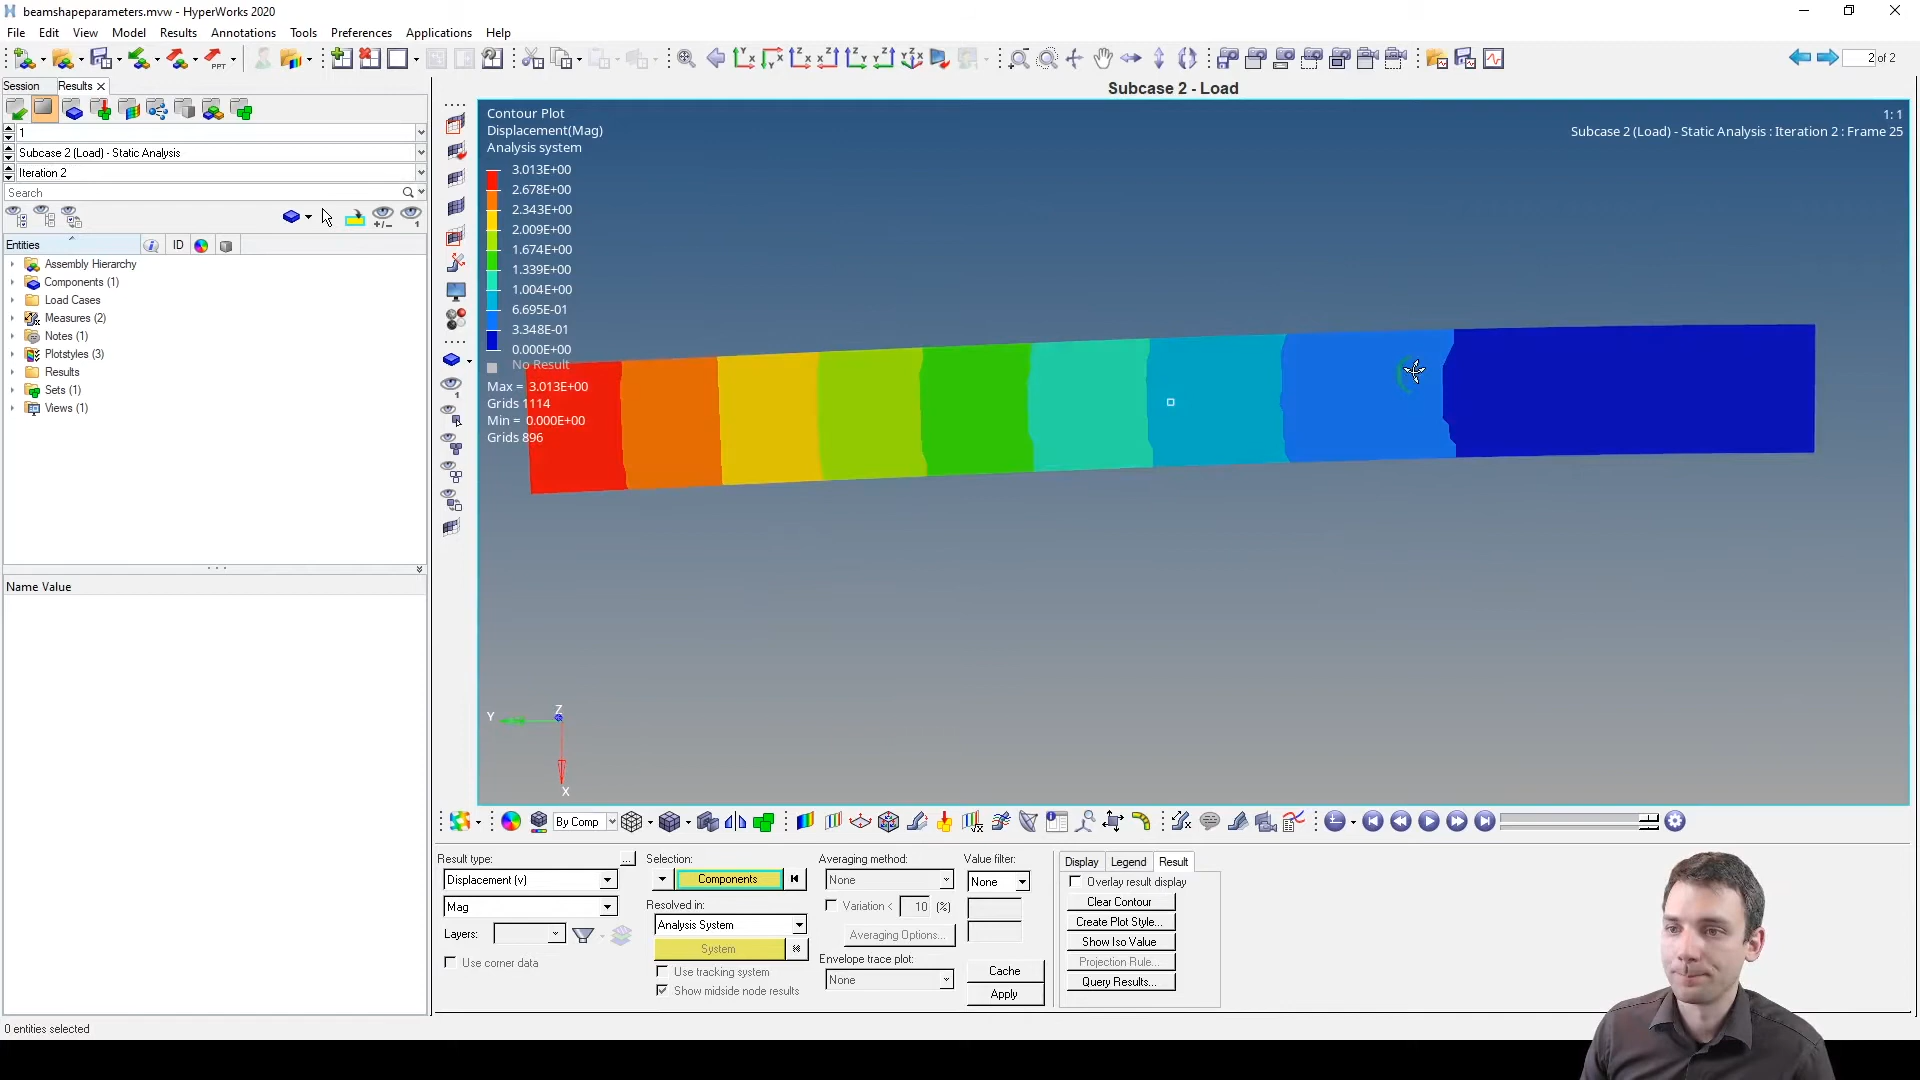 beamshapeparameters.mvw - HyperWorks 2020
File Edit View Model Results Annotations Tools Preferences Applications Help
PPT
2 of 2
Session Results
1
Subcase 2 (Load) - Static Analysis
Iteration 2
Search
Entities ID
Assembly Hierarchy
Components (1)
Load Cases
Measures (2)
Notes (1)
Plotstyles (3)
Results
Sets (1)
Views (1)
Name Value
0 entities selected
Subcase 2 - Load
Contour Plot
Displacement(Mag)
Analysis system
1: 1
Subcase 2 (Load) - Static Analysis : Iteration 2 : Frame 25
3.013E+00
2.678E+00
2.343E+00
2.009E+00
1.674E+00
1.339E+00
1.004E+00
6.695E-01
3.348E-01
0.000E+00
No Result
Max = 3.013E+00
Grids 1114
Min = 0.000E+00
Grids 896
Y Z
X
By Comp
Result type:
Displacement (v)
Mag
Layers:
Use corner data
Selection:
Components
Resolved in:
Analysis System
System
Use tracking system
Show midside node results
Averaging method:
None
Variation < 10 (%)
Averaging Options...
Envelope trace plot:
None
Value filter:
None
Cache
Apply
Display Legend Result
Overlay result display
Clear Contour
Create Plot Style...
Show Iso Value
Projection Rule...
Query Results...